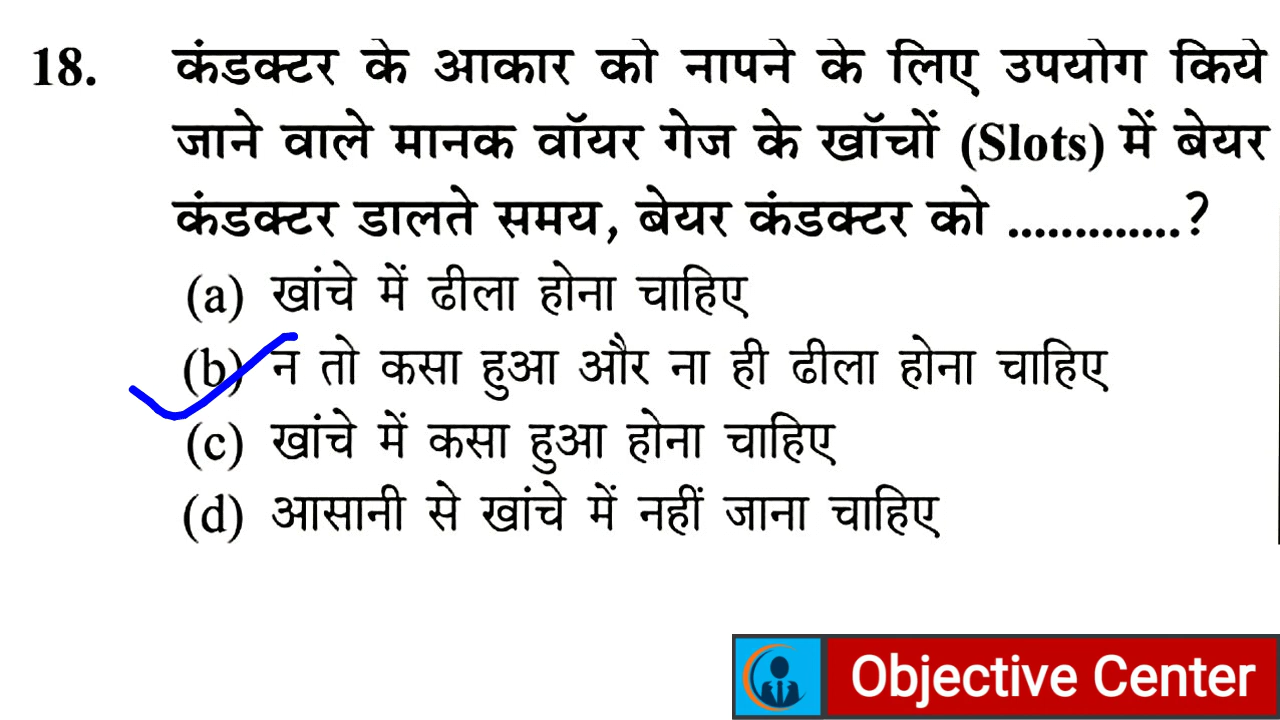 18. कंडक्टर के आकार को नापने के लिए उपयोग किये
जाने वाले मानक वॉयर गेज के खॉचों (Slots) में बेयर
कंडक्टर डालते समय, बेयर कंडक्टर को .............?
(a) खांचे में ढीला होना चाहिए
(b) न तो कसा हुआ और ना ही ढीला होना चाहिए
(c) खांचे में कसा हुआ होना चाहिए
(d) आसानी से खांचे में नहीं जाना चाहिए
Objective Center